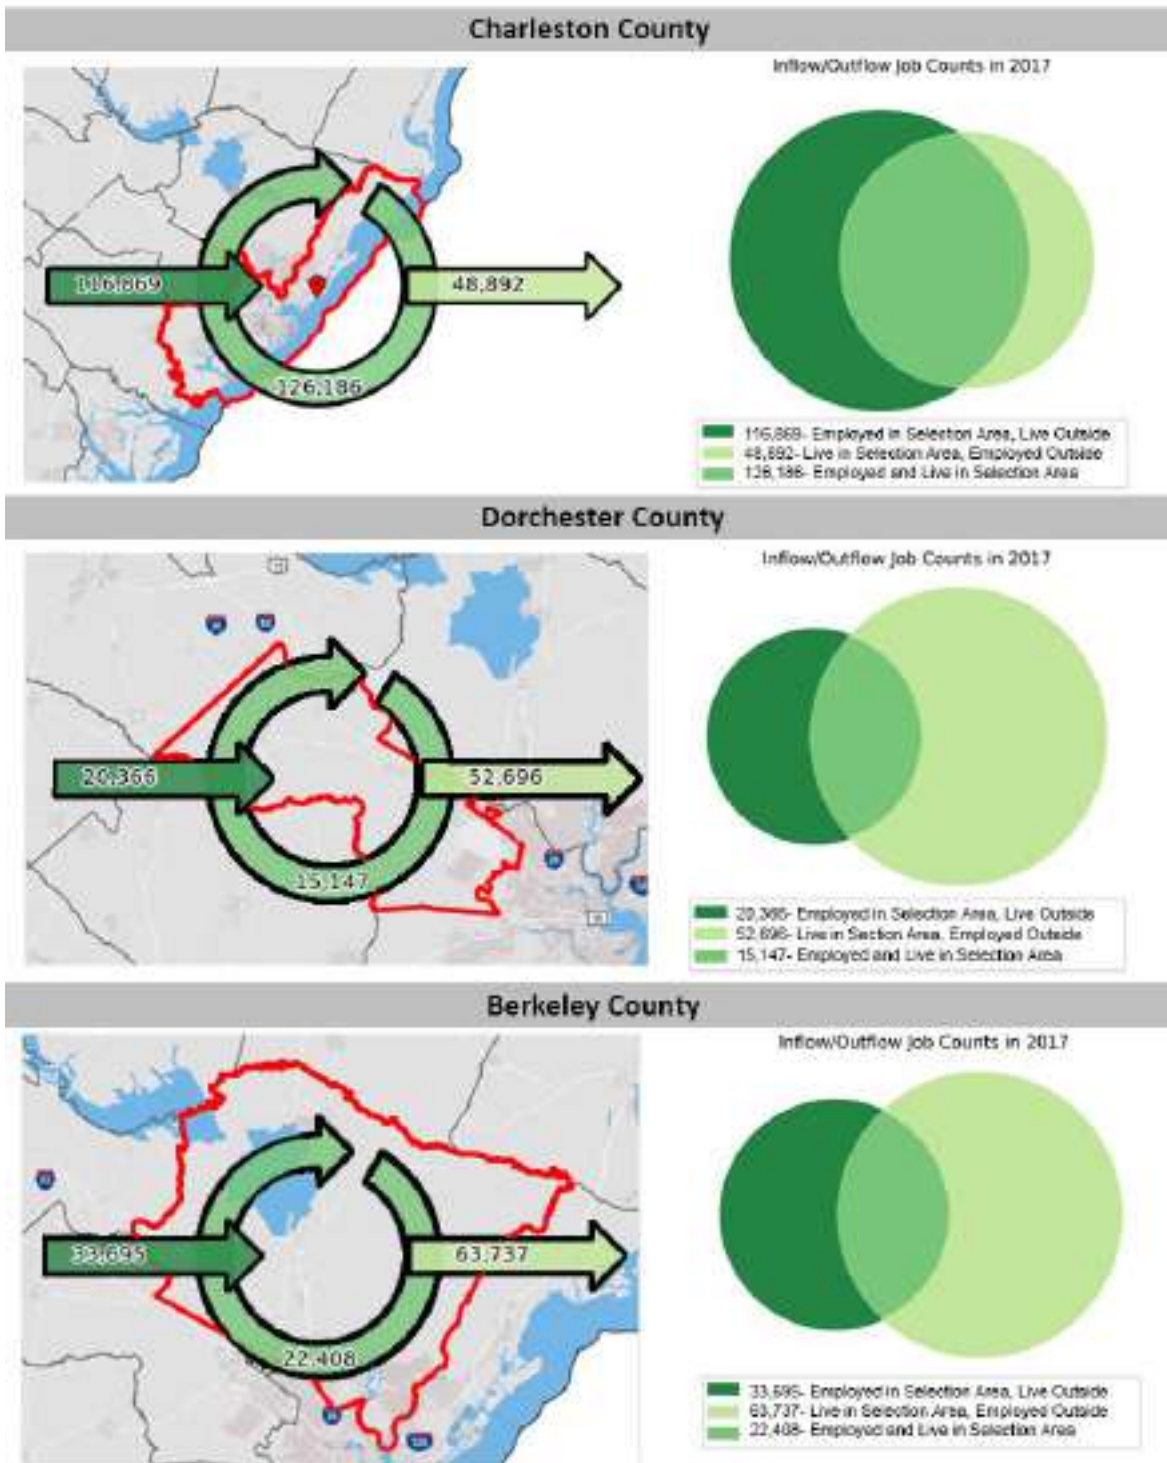 Charleston County
Inflow/Outflow Job Counts in 2017
116,869
48,892
126,186
116,869- Employed in Selection Area, Live Outside
48,892- Live in Selection Area, Employed Outside
126,186- Employed and Live in Selection Area
Dorchester County
Inflow/Outflow Job Counts in 2017
20,366
52,696
15,147
20,366- Employed in Selection Area, Live Outside
52,696- Live in Section Area, Employed Outside
15,147- Employed and Live in Selection Area
Berkeley County
Inflow/Outflow Job Counts in 2017
33,695
63,737
22,408
33,695- Employed in Selection Area, Live Outside
63,737- Live in Selection Area, Employed Outside
22,408- Employed and Live in Selection Area